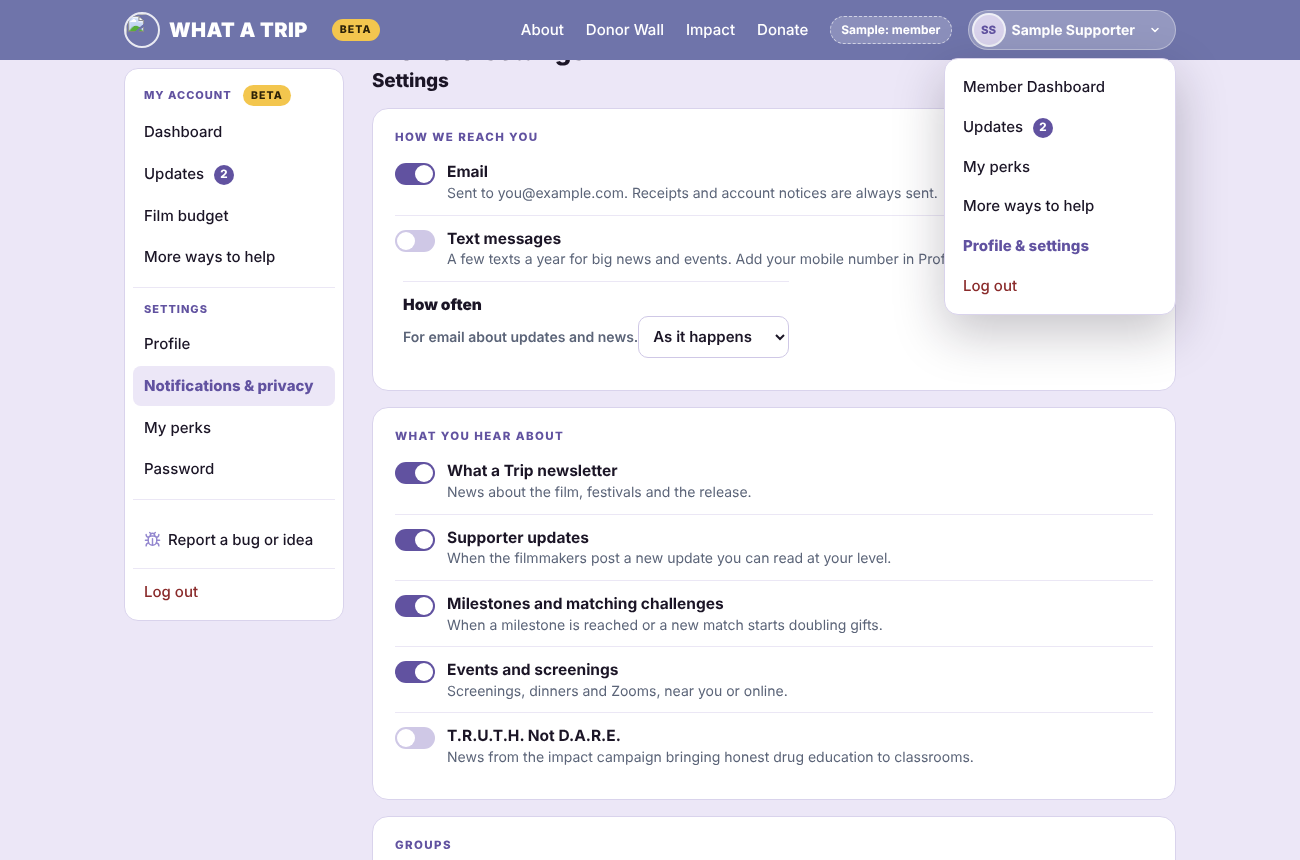 WHAT A TRIP
BETA
About
Donor Wall
Impact
Donate
Sample: member
SS
Sample Supporter
MY ACCOUNT
BETA
Dashboard
Updates
2
Film budget
More ways to help
SETTINGS
Profile
Notifications & privacy
My perks
Password
Report a bug or idea
Log out
Member Dashboard
Updates
2
My perks
More ways to help
Profile & settings
Log out
Settings
HOW WE REACH YOU
Email
Sent to you@example.com. Receipts and account notices are always sent.
Text messages
A few texts a year for big news and events. Add your mobile number in
How often
For email about updates and news.
As it happens
WHAT YOU HEAR ABOUT
What a Trip newsletter
News about the film, festivals and the release.
Supporter updates
When the filmmakers post a new update you can read at your level.
Milestones and matching challenges
When a milestone is reached or a new match starts doubling gifts.
Events and screenings
Screenings, dinners and Zooms, near you or online.
T.R.U.T.H. Not D.A.R.E.
News from the impact campaign bringing honest drug education to classrooms.
GROUPS